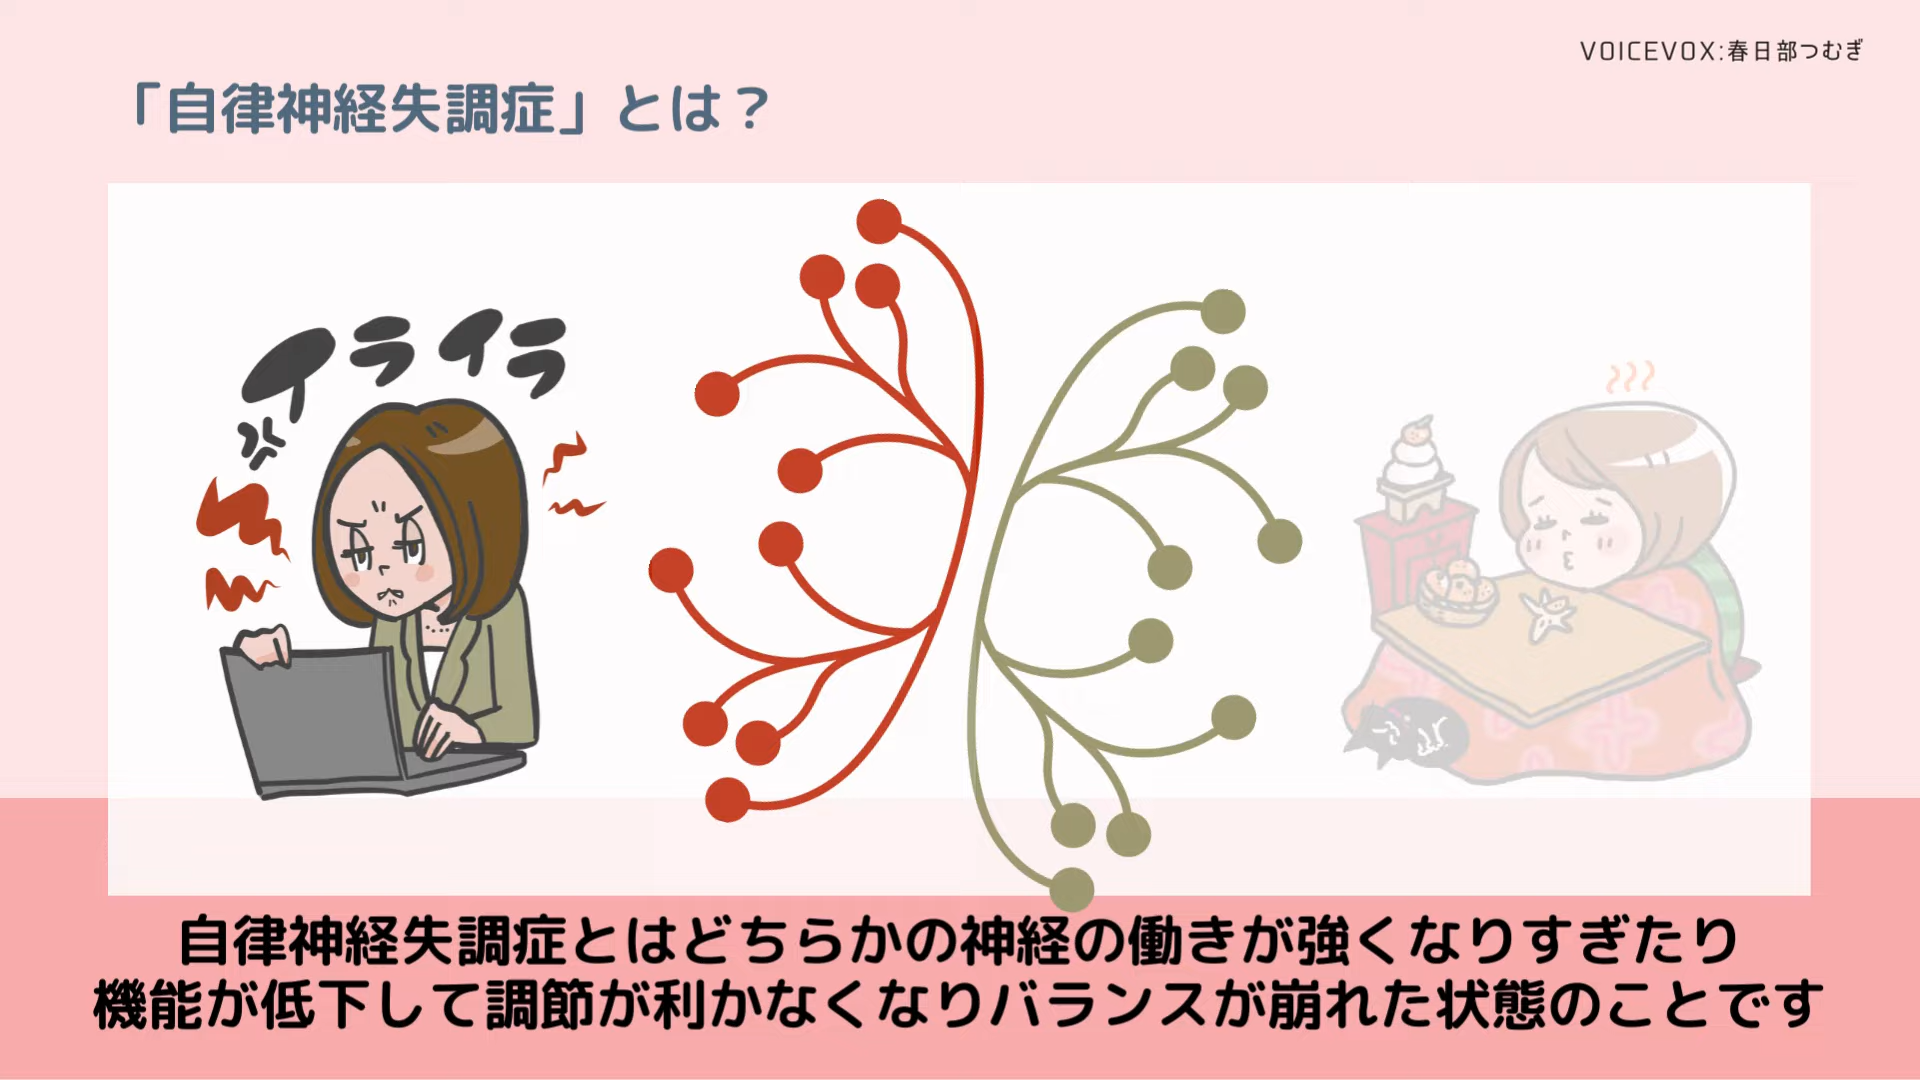 VOICEVOX:春日部つむぎ
「自律神経失調症」とは？
イライラ
自律神経失調症とはどちらかの神経の働きが強くなりすぎたり
機能が低下して調節が利かなくなりバランスが崩れた状態のことです